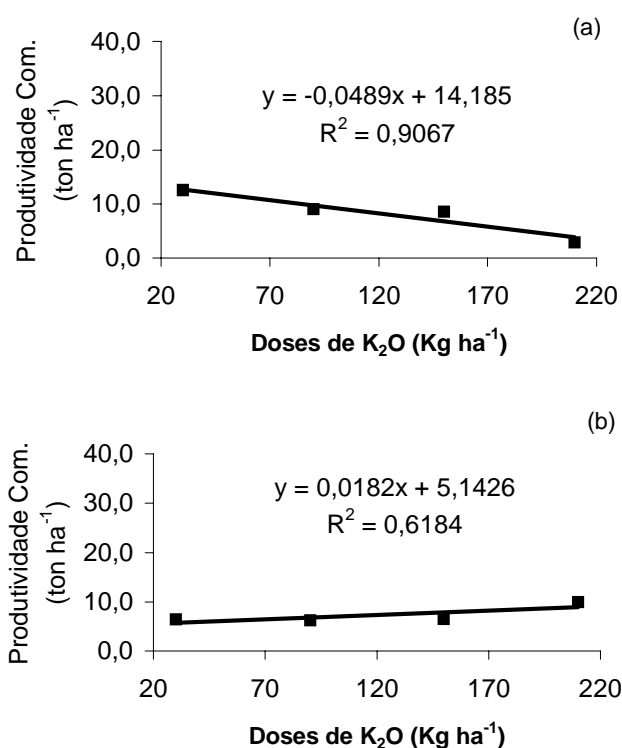 (a)
Produtividade Com.
(ton ha⁻¹)
40,0
30,0
20,0
10,0
0,0
y = -0,0489x + 14,185
R² = 0,9067
20 70 120 170 220
Doses de K₂O (Kg ha⁻¹)
(b)
Produtividade Com.
(ton ha⁻¹)
40,0
30,0
20,0
10,0
0,0
y = 0,0182x + 5,1426
R² = 0,6184
20 70 120 170 220
Doses de K₂O (Kg ha⁻¹)